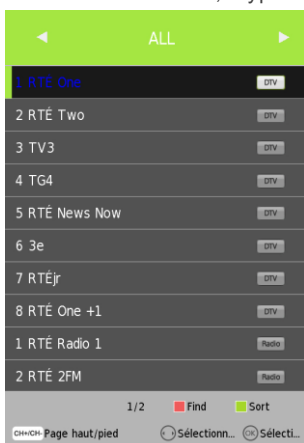 ALL
1 RTÉ One DTV
2 RTÉ Two DTV
3 TV3 DTV
4 TG4 DTV
5 RTÉ News Now DTV
6 3e DTV
7 RTÉjr DTV
8 RTÉ One +1 DTV
1 RTÉ Radio 1 Radio
2 RTÉ 2FM Radio
1/2 Find Sort
CH+/CH- Page haut/pied Sélectionn... OK Sélecti...